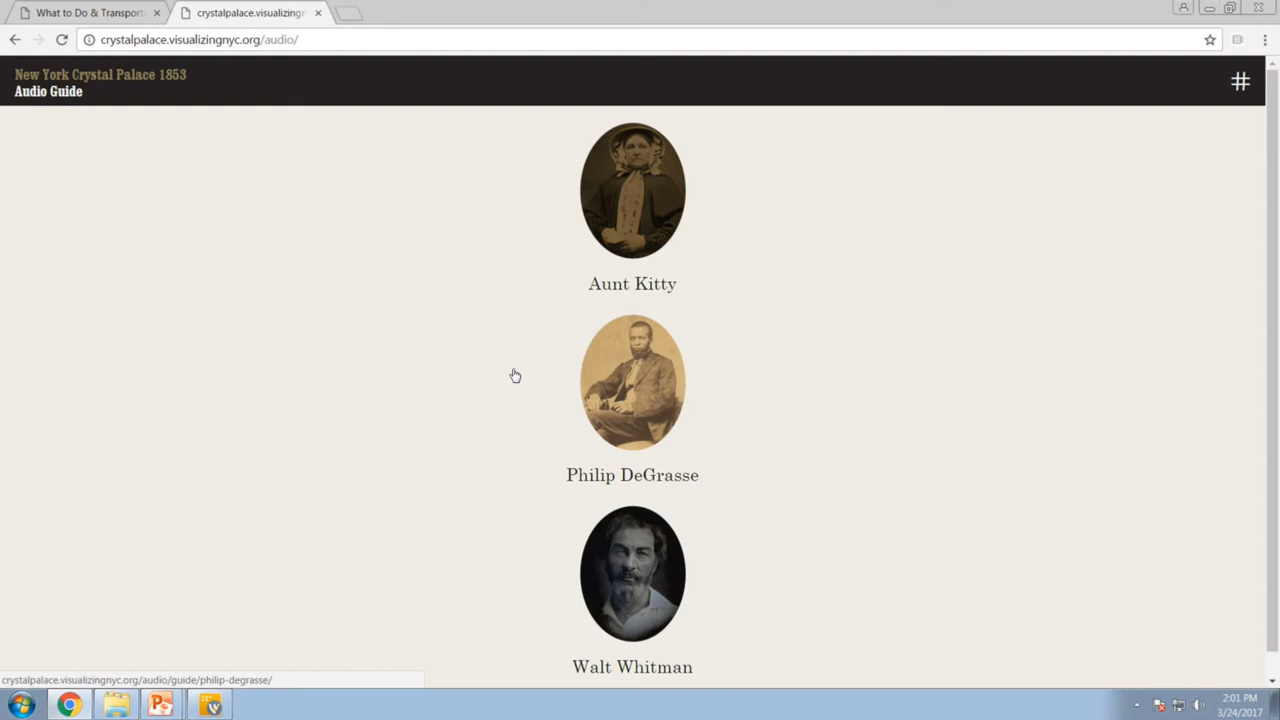 What to Do & Transport
crystalpalace.visualizingn
crystalpalace.visualizingnyc.org/audio/
New York Crystal Palace 1853
Audio Guide
#
Aunt Kitty
Philip DeGrasse
Walt Whitman
crystalpalace.visualizingnyc.org/audio/guide/philip-degrasse/
2:01 PM
3/24/2017